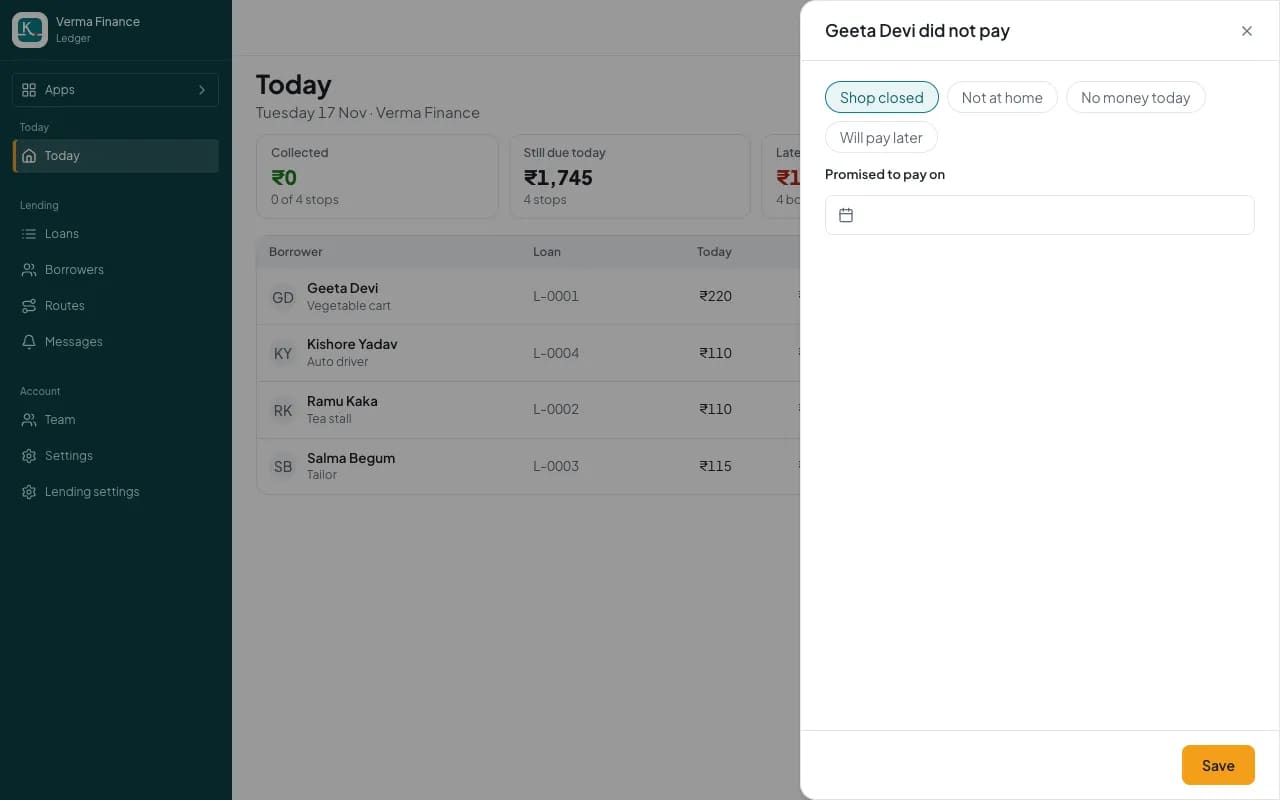 Verma Finance
Ledger
Apps
Today
Today
Lending
Loans
Borrowers
Routes
Messages
Account
Team
Settings
Lending settings
Today
Tuesday 17 Nov · Verma Finance
Collected
₹0
0 of 4 stops
Still due today
₹1,745
4 stops
Late
Borrower Loan Today
GD Geeta Devi L-0001 ₹220
Vegetable cart
KY Kishore Yadav L-0004 ₹110
Auto driver
RK Ramu Kaka L-0002 ₹110
Tea stall
SB Salma Begum L-0003 ₹115
Tailor
Geeta Devi did not pay
Shop closed Not at home No money today
Will pay later
Promised to pay on
Save